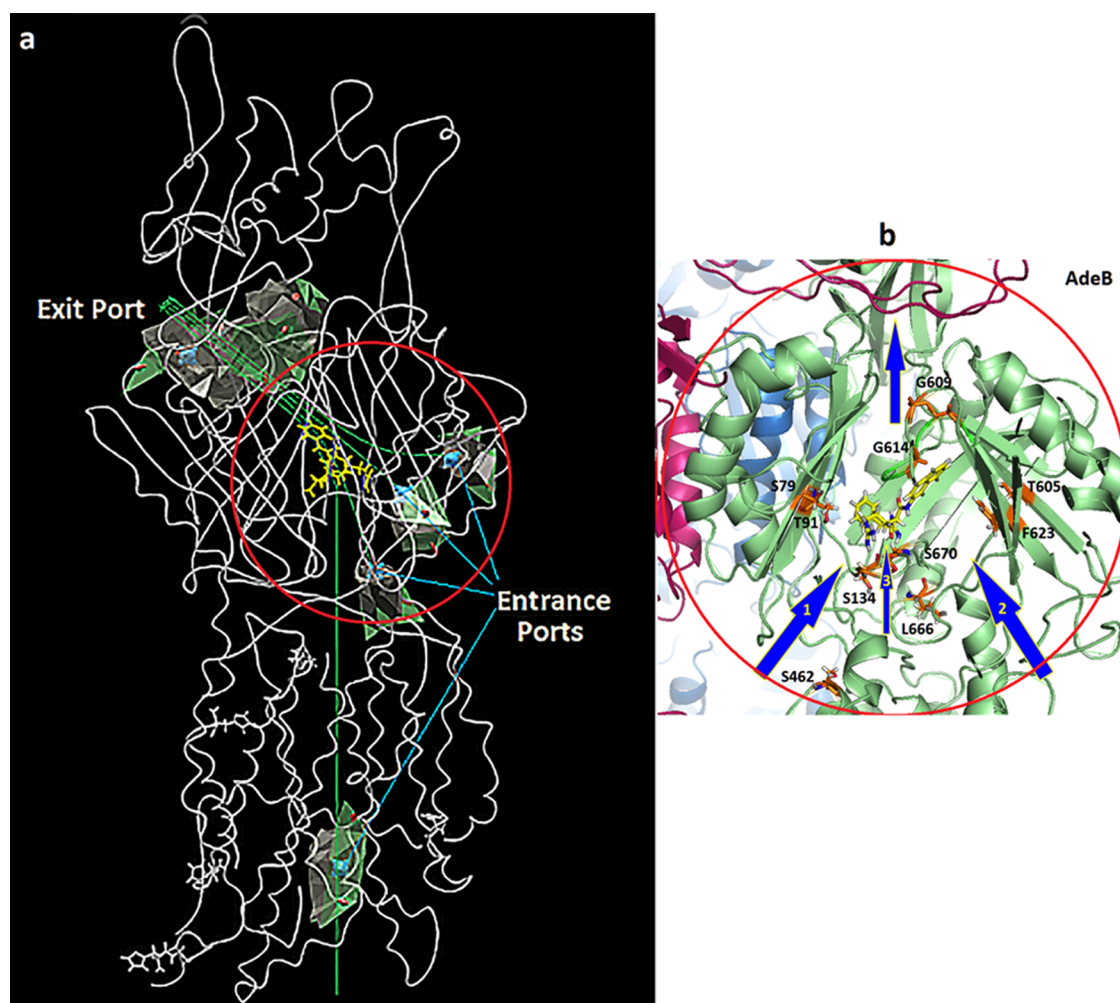 a
Exit Port
Entrance
Ports
b
AdeB
G609
G614
S79
T605
T91
F623
S670
3
S134
1
2
L666
S462